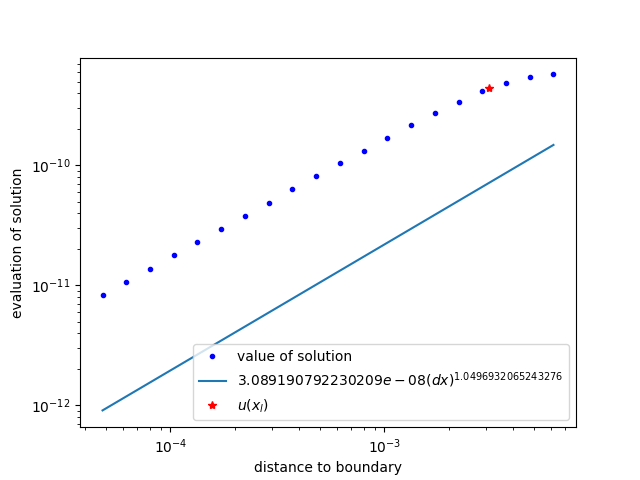 10⁻¹⁰
10⁻¹¹
10⁻¹²
evaluation of solution
value of solution
3.089190792230209e − 08(dx)^1.0496932065243276
u(x_l)
10⁻⁴
10⁻³
distance to boundary